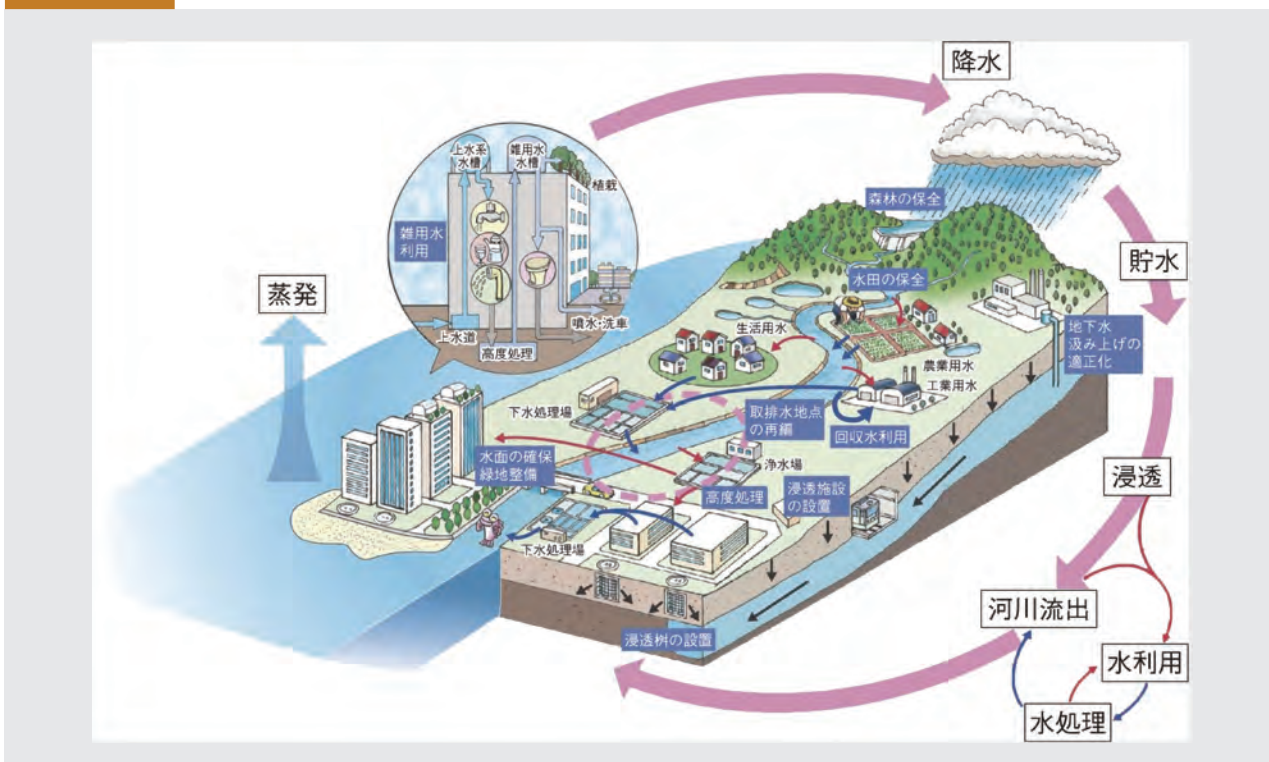 降水
上水系
水槽
雑用水
水槽
植栽
雑用水
利用
森林の保全
貯水
蒸発
水田の保全
地下水
汲み上げの
適正化
噴水・洗車
上水道
高度処理
生活用水
農業用水
工業用水
下水処理場
取排水地点
の再編
回収水利用
水面の確保
緑地整備
浄水場
浸透
高度処理
浸透施設
の設置
下水処理場
河川流出
浸透桝の設置
水利用
水処理